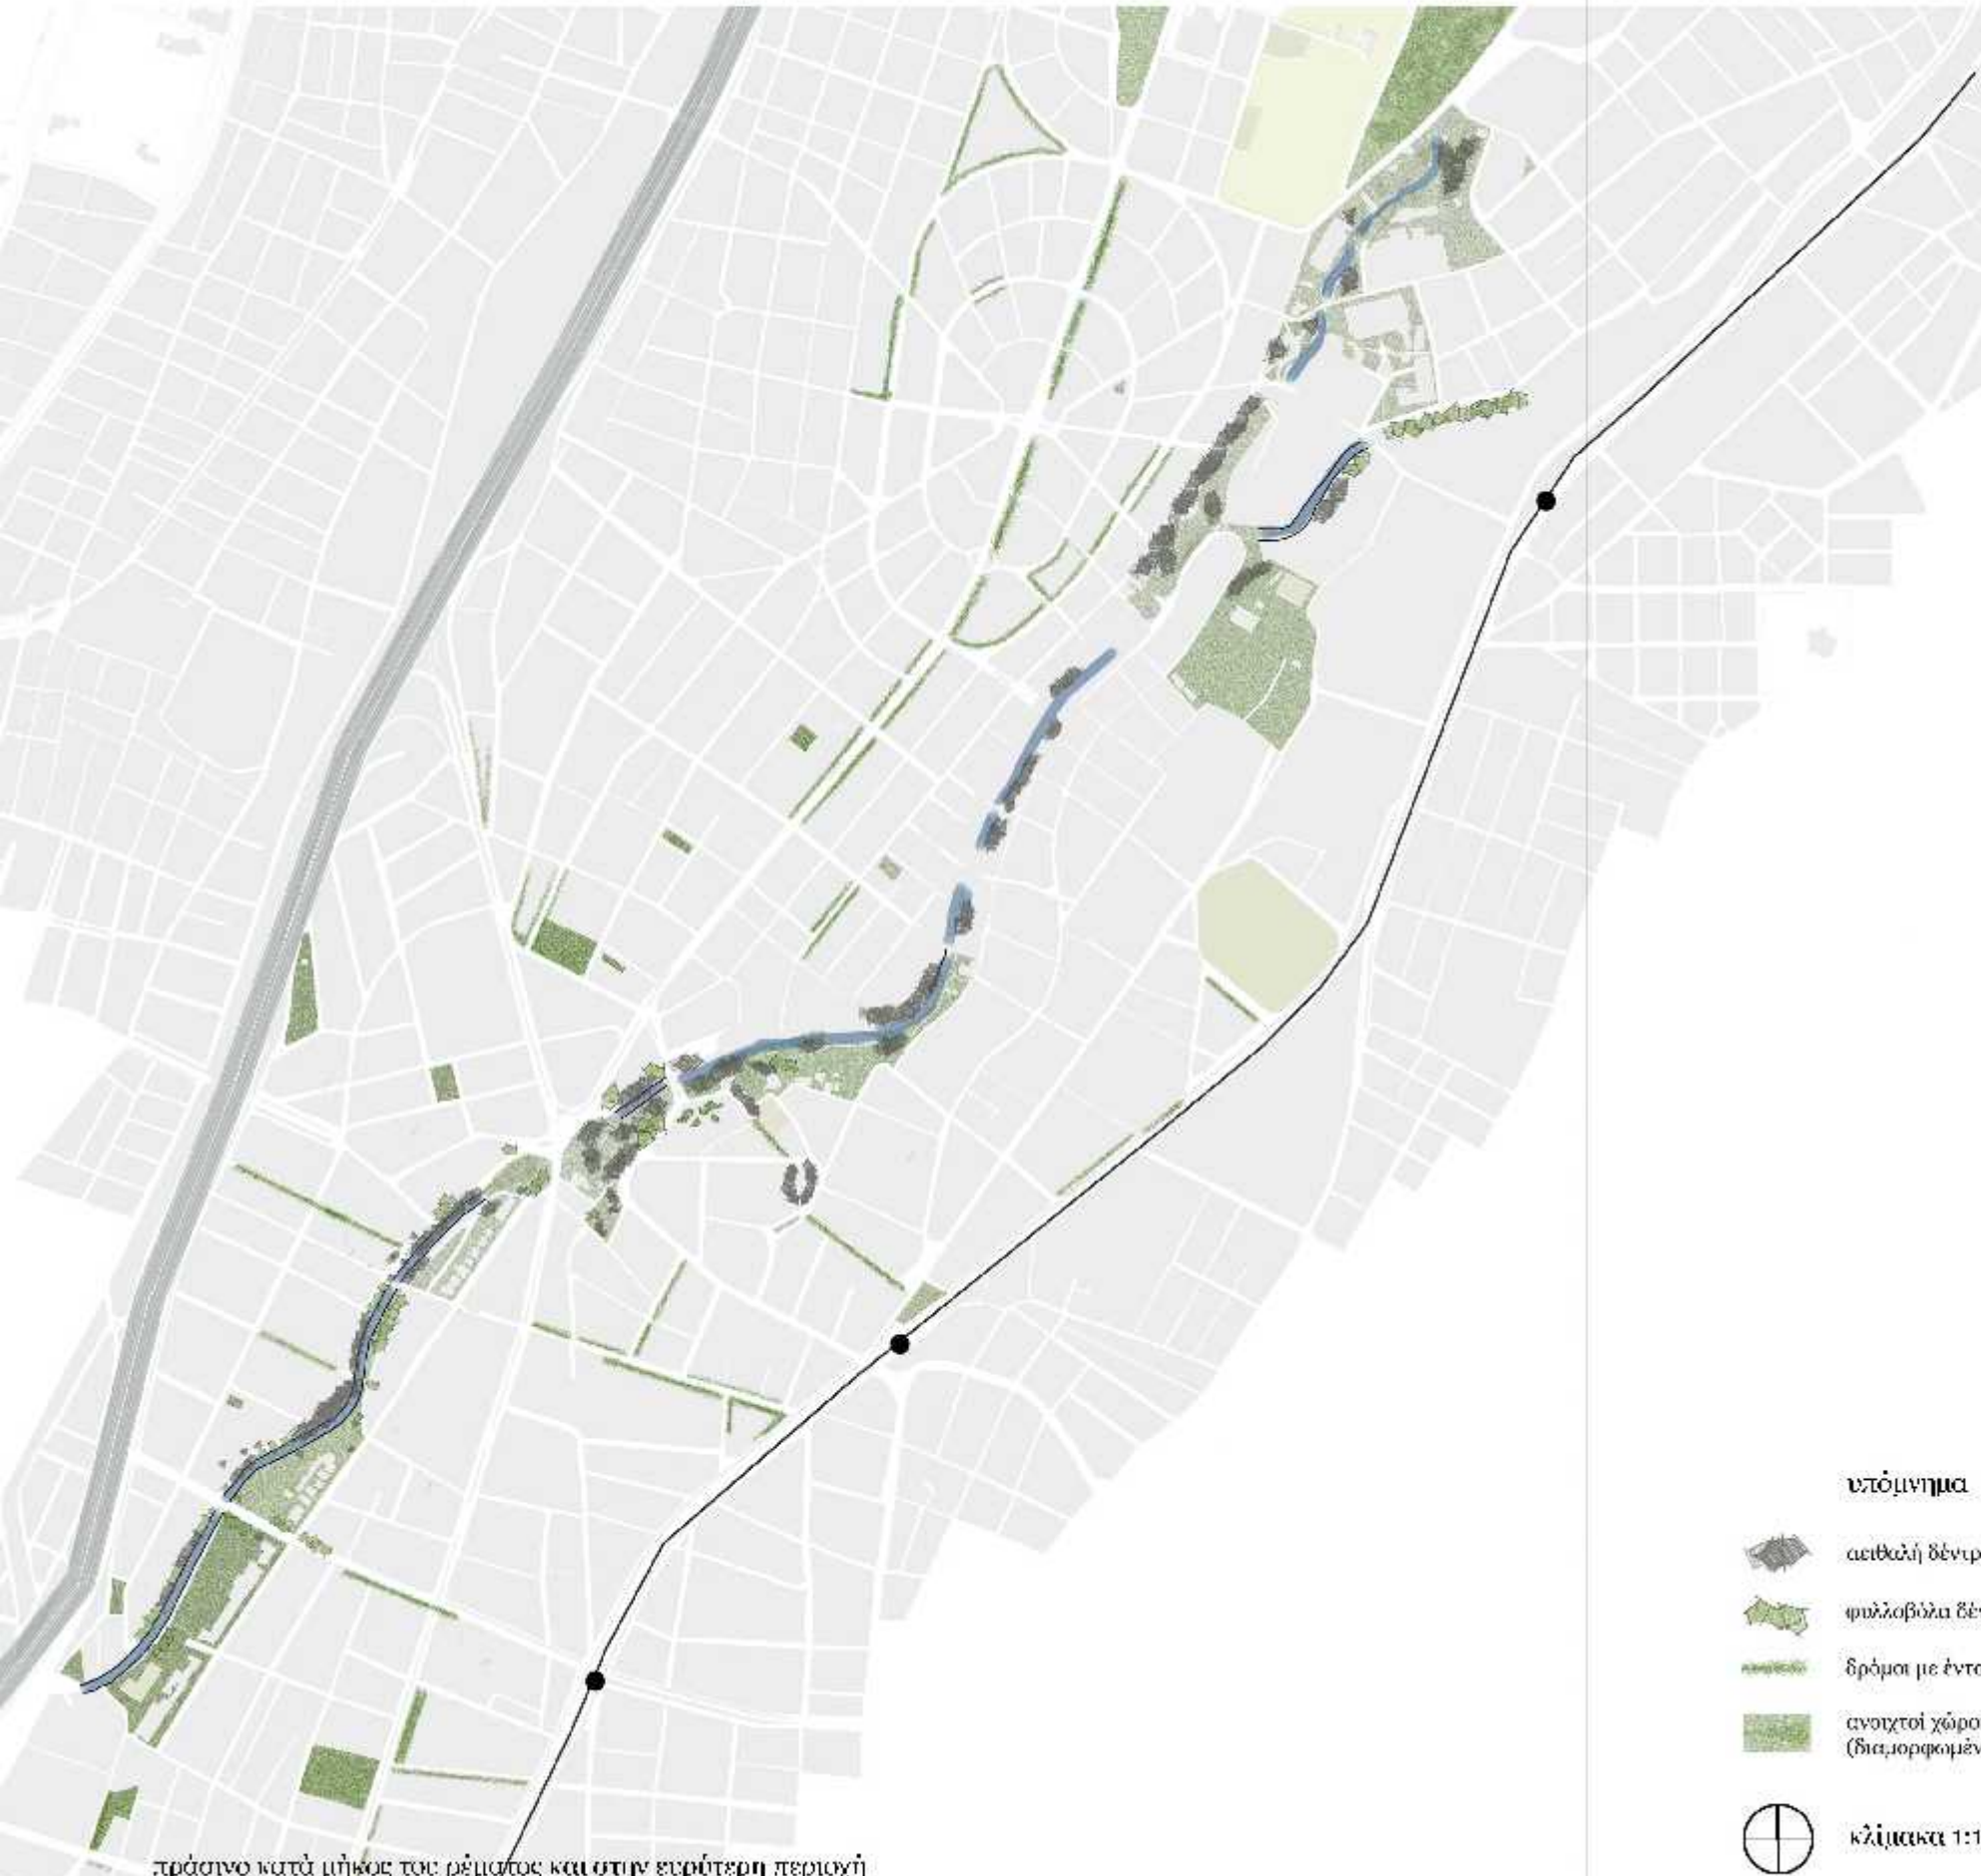 υπόμνημα
αειθαλή δέντρ
φυλλοβόλα δέν
δρόμοι με έντο
ανοιχτοί χώρο
(διαμορφωμέν
κλίμακα 1:1
πράσινο κατά μήκος του ρέματος και στην ευρύτερη περιοχή